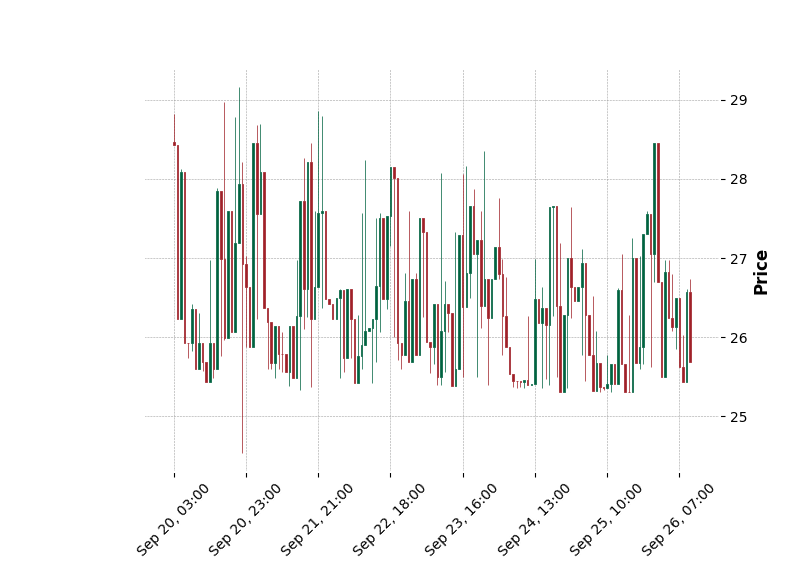 29
28
27
26
25
Price
Sep 20, 03:00
Sep 20, 23:00
Sep 21, 21:00
Sep 22, 18:00
Sep 23, 16:00
Sep 24, 13:00
Sep 25, 10:00
Sep 26, 07:00